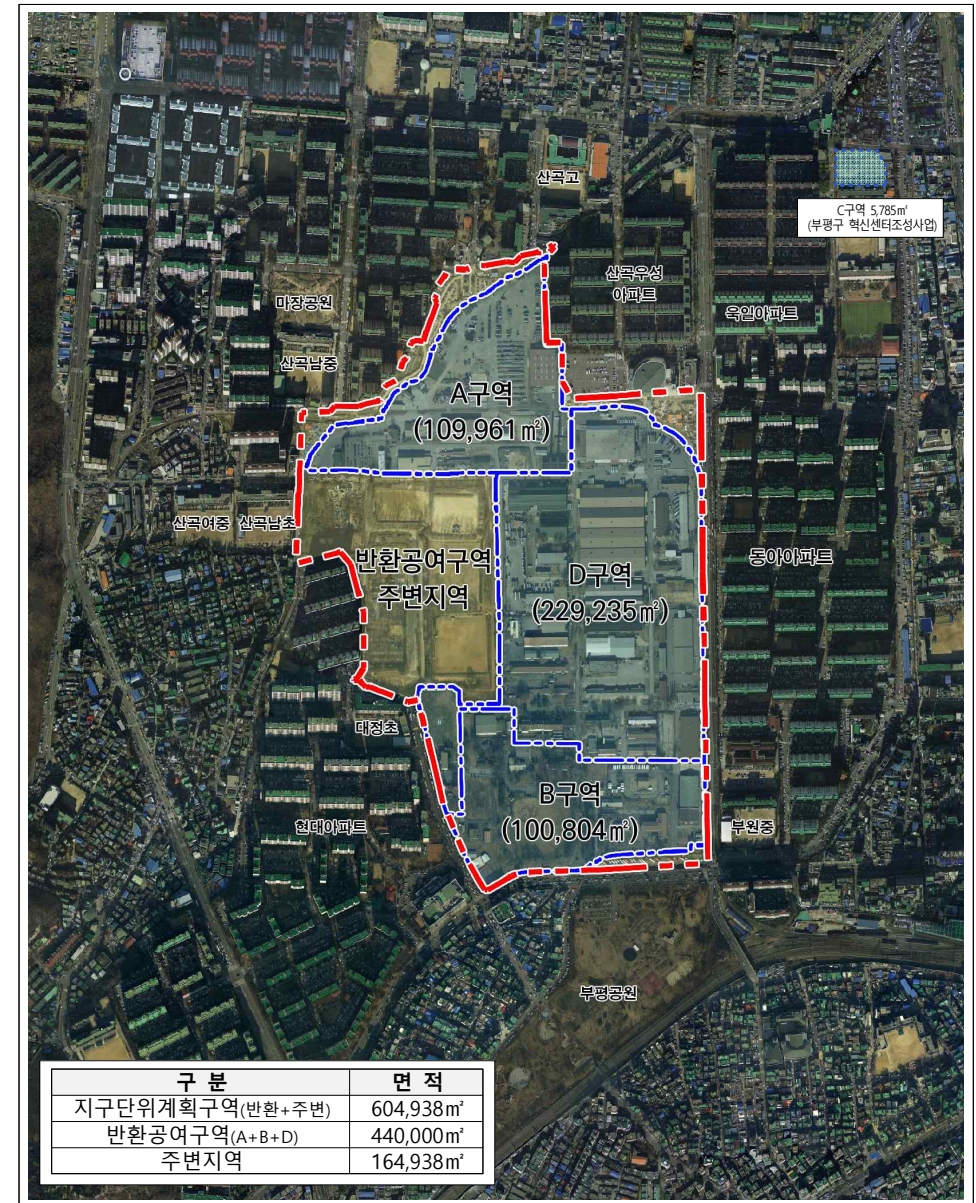 산곡고
C구역 5,785㎡
(부평구 혁신센터조성사업)
산곡우성
아파트
마장공원
욱일아파트
산곡남중
A구역
(109,961㎡)
산곡여중 산곡남초
반환공여구역
주변지역
D구역
(229,235㎡)
동아아파트
대정초
B구역
(100,804㎡)
현대아파트
부원중
부평공원
구 분 면 적
지구단위계획구역(반환+주변) 604,938㎡
반환공여구역(A+B+D) 440,000㎡
주변지역 164,938㎡